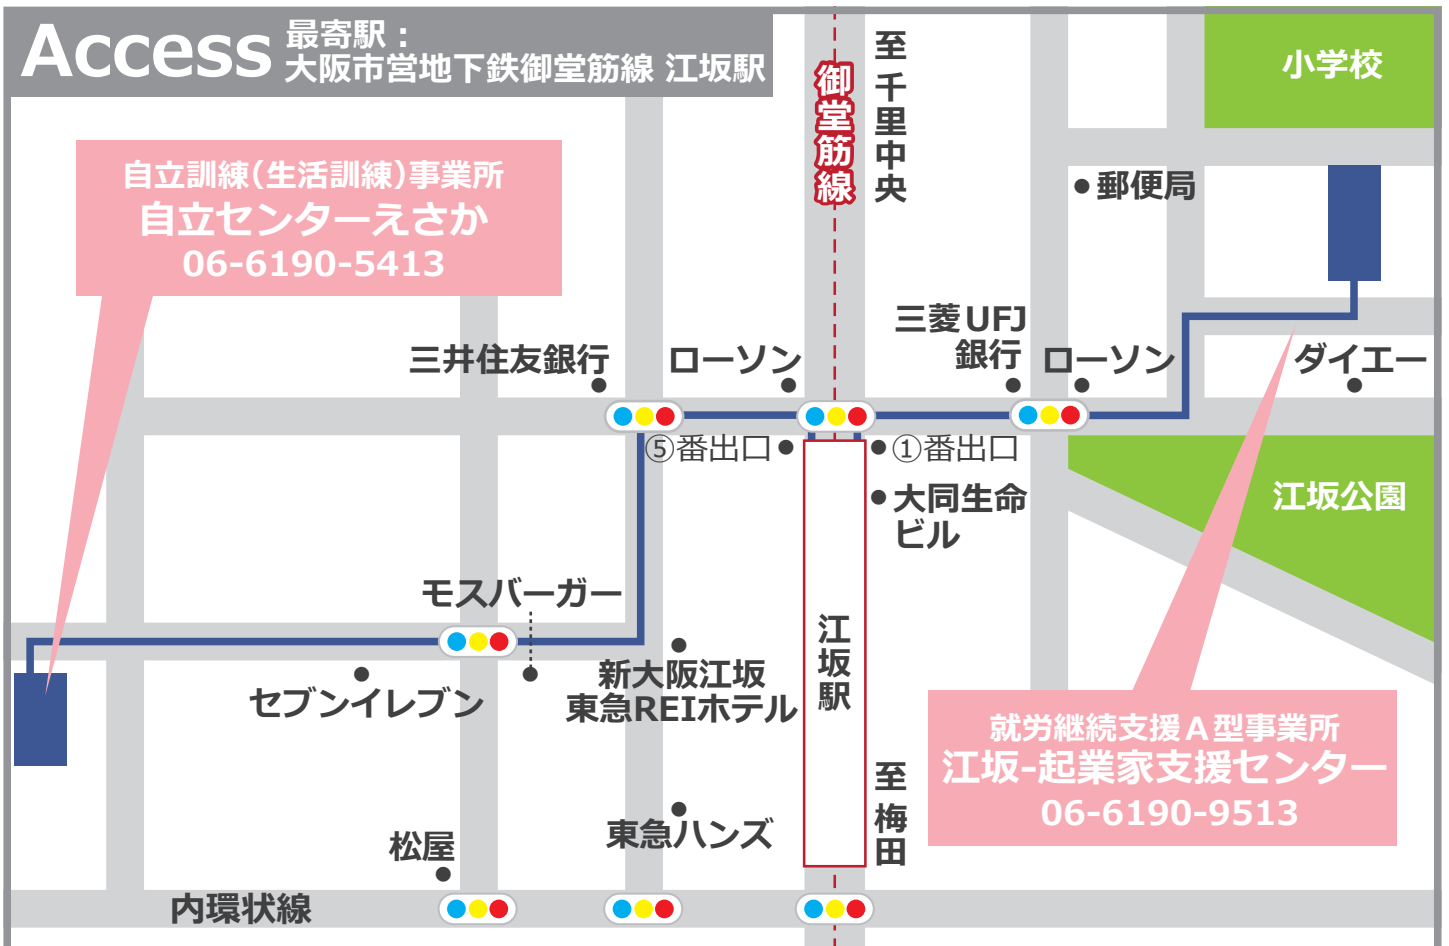 Access 最寄駅：
大阪市営地下鉄御堂筋線 江坂駅
御堂筋線
至 千里中央
小学校
自立訓練（生活訓練）事業所
自立センターえさか
06-6190-5413
郵便局
三井住友銀行
ローソン
三菱UFJ
銀行
ローソン
ダイエー
⑤番出口
①番出口
大同生命
ビル
江坂公園
モスバーガー
江坂駅
セブンイレブン
新大阪江坂
東急REIホテル
就労継続支援A型事業所
江坂-起業家支援センター
06-6190-9513
至 梅田
東急ハンズ
松屋
内環状線